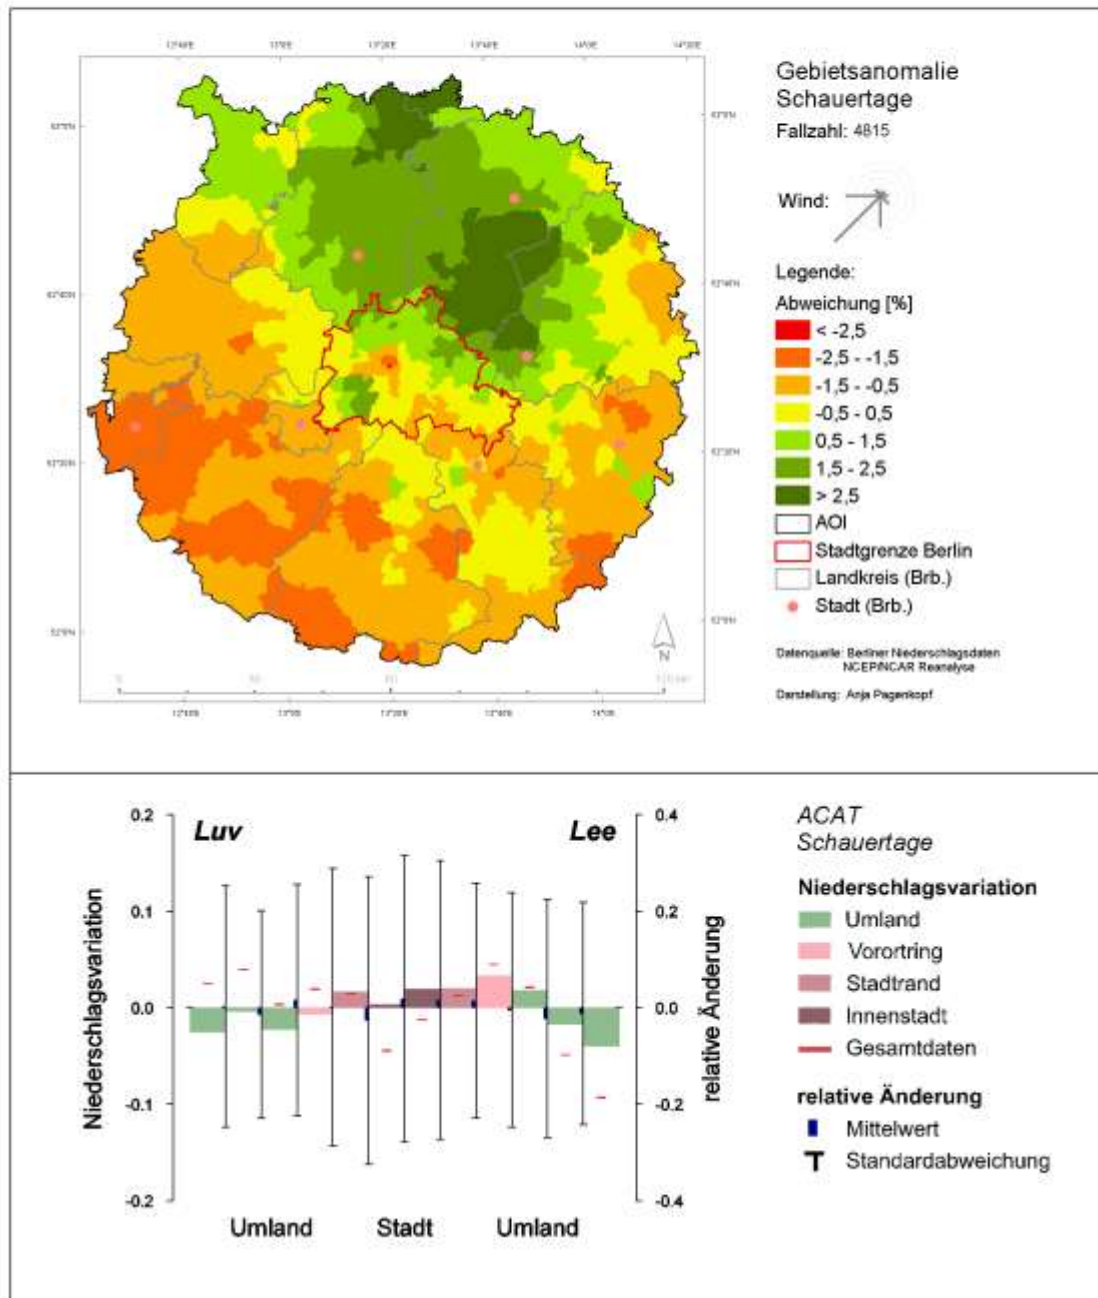 Gebietsanomalie
Schauertage
Fallzahl: 4815
Wind:
Legende:
Abweichung [%]
< -2,5
-2,5 - -1,5
-1,5 - -0,5
-0,5 - 0,5
0,5 - 1,5
1,5 - 2,5
> 2,5
AOI
Stadtgrenze Berlin
Landkreis (Brb.)
Stadt (Brb.)
N
Datenquelle: Berliner Niederschlagsdaten
NCEP/NCAR Reanalyse
Darstellung: Anja Pagenkopf
Luv
Lee
Niederschlagsvariation
0.2
0.1
0.0
-0.1
-0.2
relative Änderung
0.4
0.2
0.0
-0.2
-0.4
Umland
Stadt
Umland
ACAT
Schauertage
Niederschlagsvariation
Umland
Vorortring
Stadtrand
Innenstadt
Gesamtdaten
relative Änderung
Mittelwert
Standardabweichung